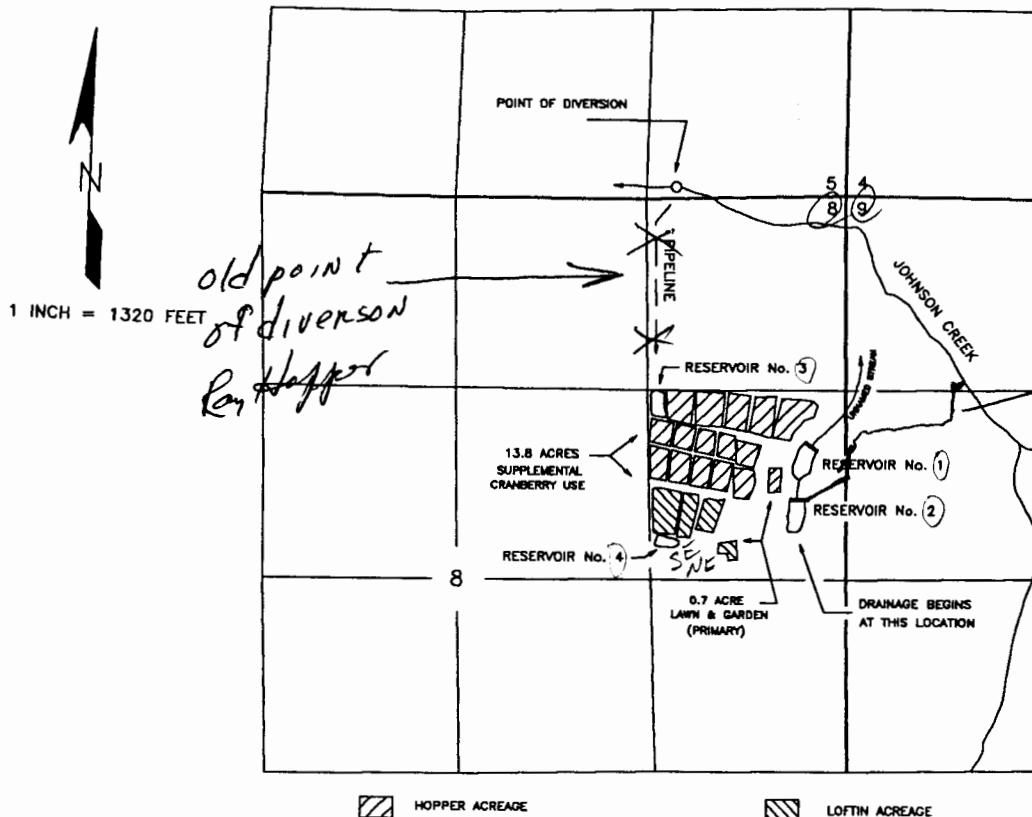 POINT OF DIVERSION
N
5 4
8 9
1 INCH = 1320 FEET
old point
of diverson
Ray Hopper
PIPELINE
JOHNSON CREEK
UNNAMED STREAM
RESERVOIR No. 3
13.8 ACRES
SUPPLEMENTAL
CRANBERRY USE
RESERVOIR No. 1
RESERVOIR No. 2
RESERVOIR No. 4
SE
NE
8
0.7 ACRE
LAWN & GARDEN
(PRIMARY)
DRAINAGE BEGINS
AT THIS LOCATION
HOPPER ACREAGE
LOFTIN ACREAGE